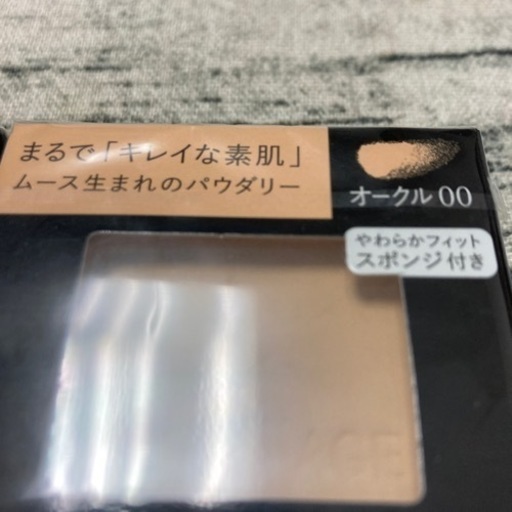 まるで「キレイな素肌」
ムース生まれのパウダリー
オークル 00
やわらかフィット
スポンジ付き